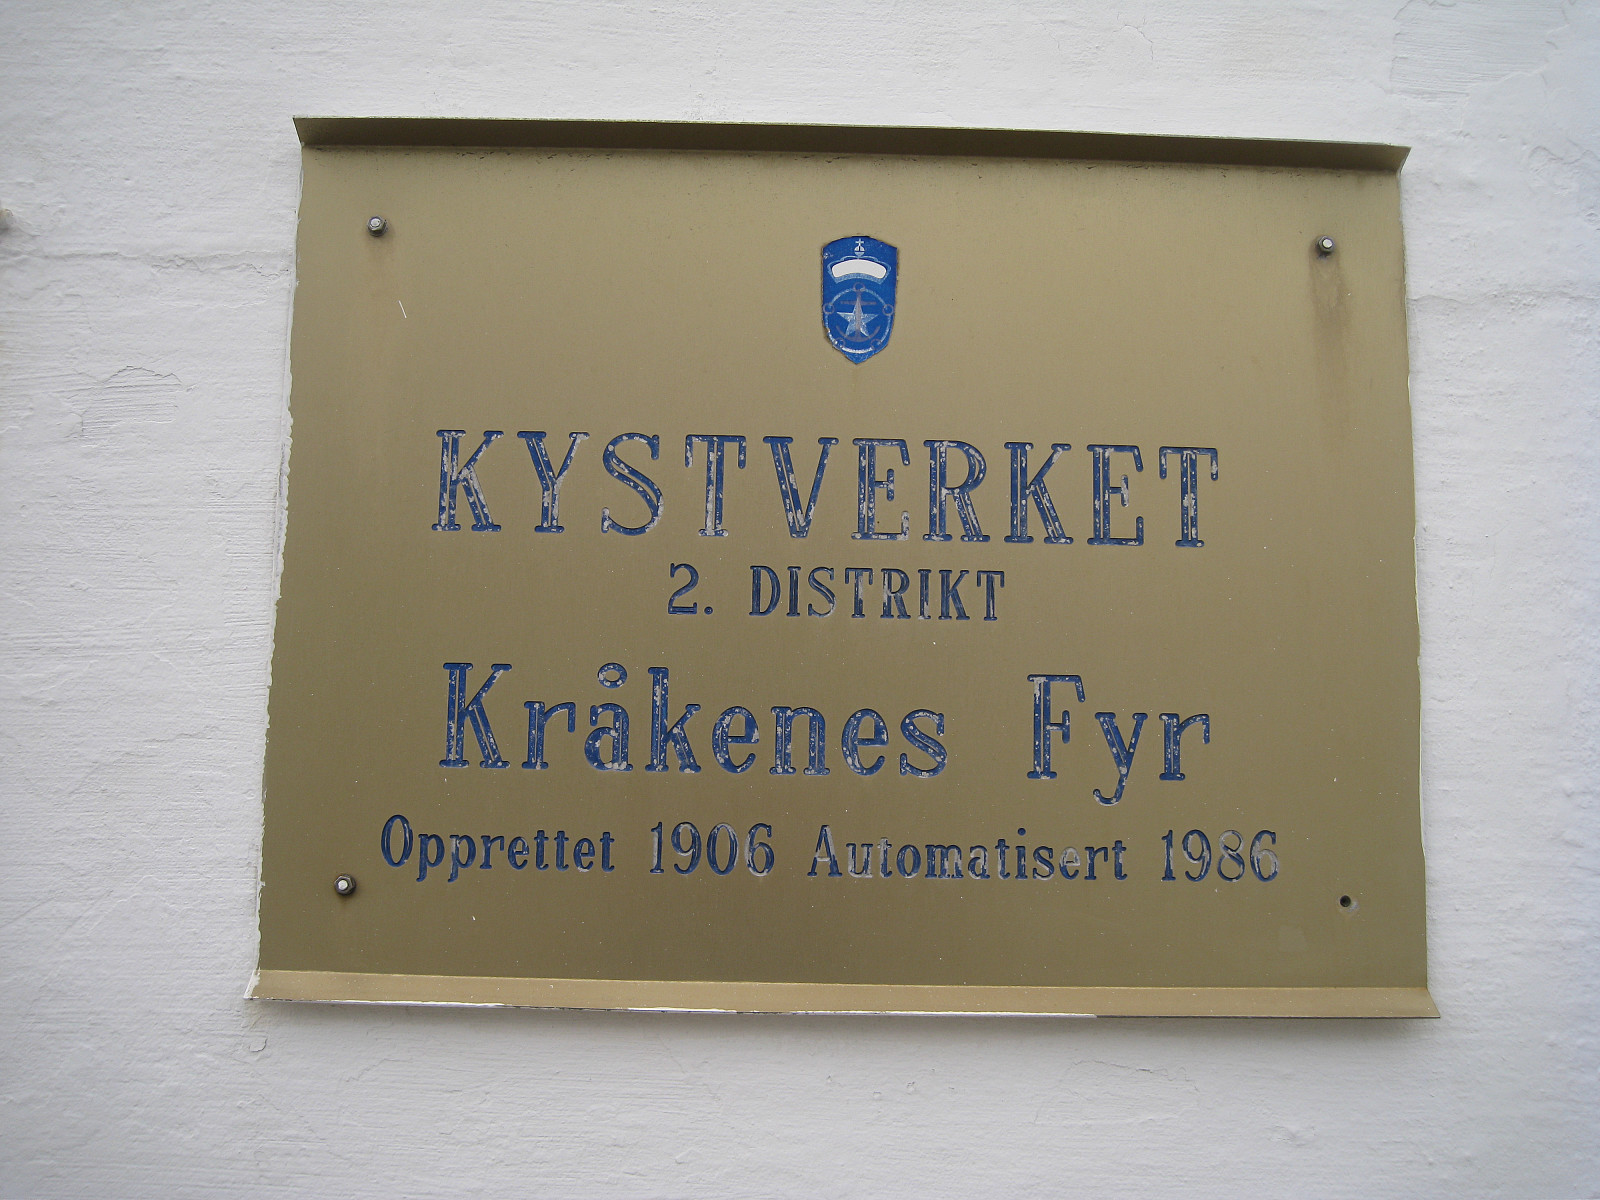 KYSTVERKET
2. DISTRIKT
Kråkenes Fyr
Opprettet 1906 Automatisert 1986